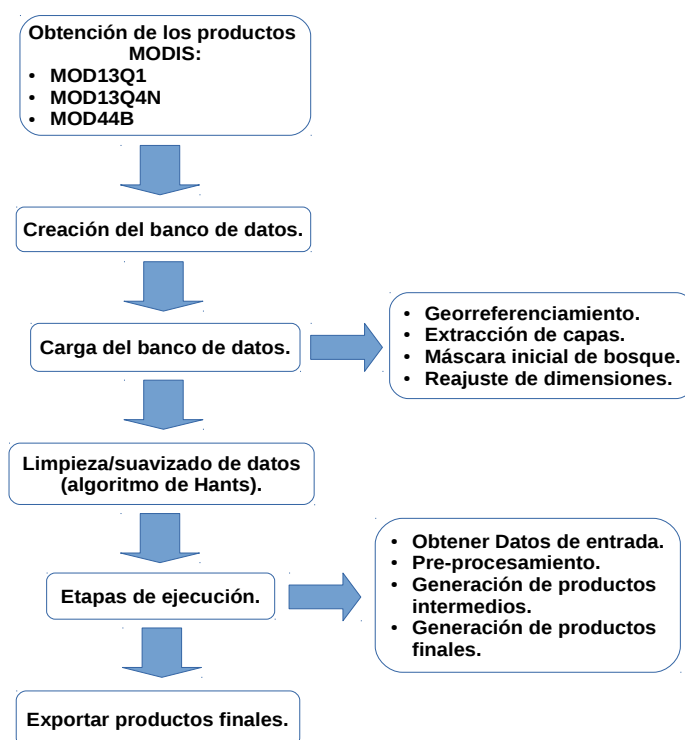 Obtención de los productos
MODIS:
• MOD13Q1
• MOD13Q4N
• MOD44B
Creación del banco de datos.
Carga del banco de datos.
• Georreferenciamiento.
• Extracción de capas.
• Máscara inicial de bosque.
• Reajuste de dimensiones.
Limpieza/suavizado de datos
(algoritmo de Hants).
Etapas de ejecución.
• Obtener Datos de entrada.
• Pre-procesamiento.
• Generación de productos
intermedios.
• Generación de productos
finales.
Exportar productos finales.